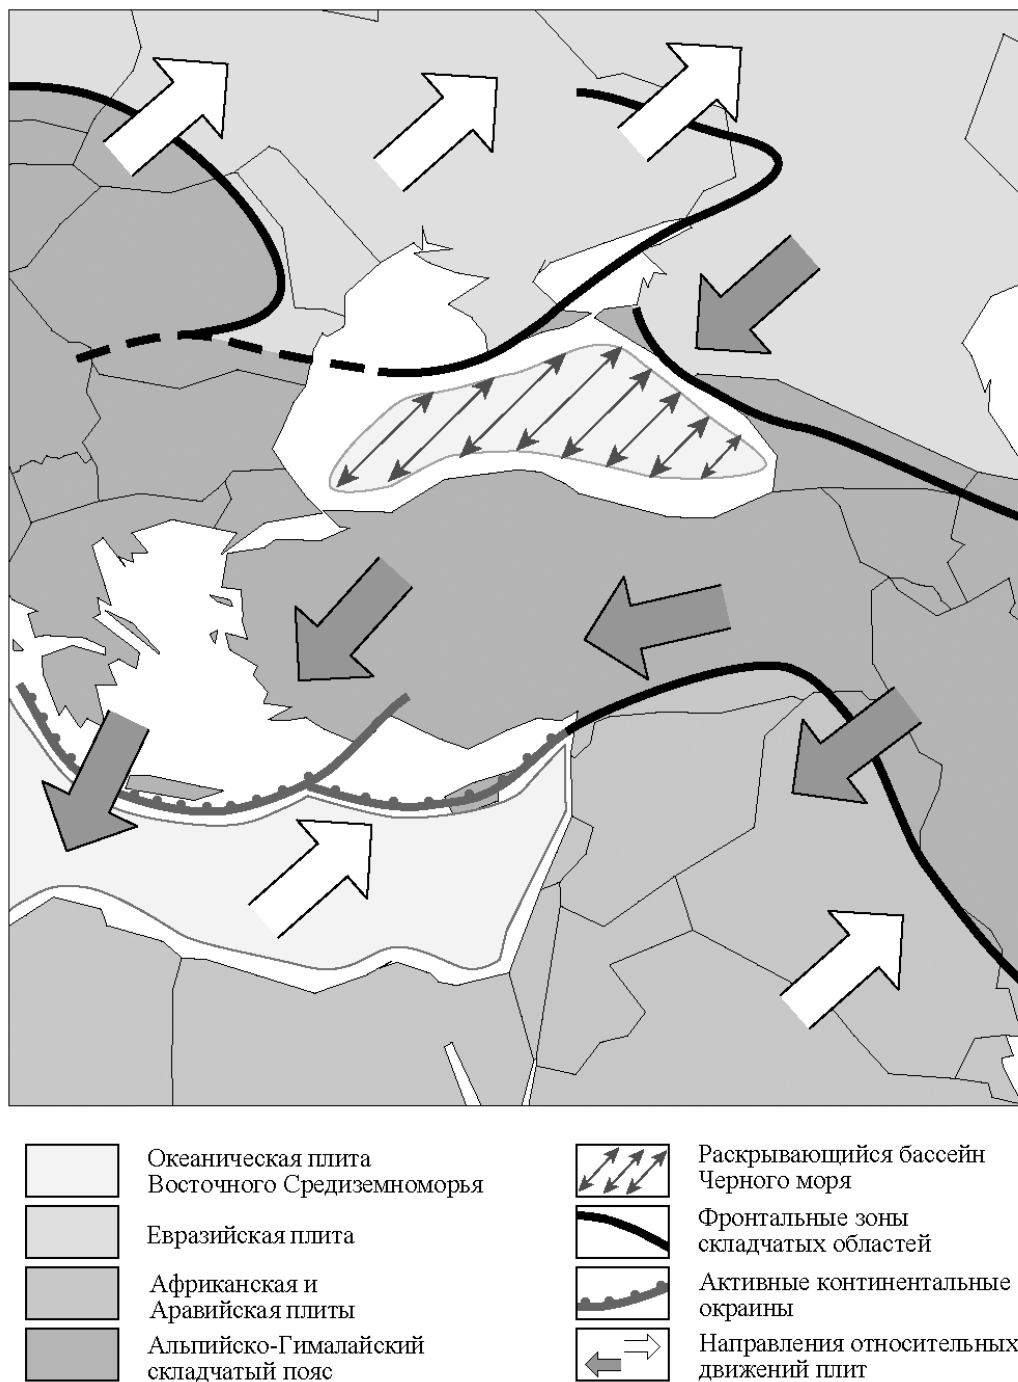 Океаническая плита
Восточного Средиземноморья
Евразийская плита
Африканская и
Аравийская плиты
Альпийско-Гималайский
складчатый пояс
Раскрывающийся бассейн
Черного моря
Фронтальные зоны
складчатых областей
Активные континентальные
окраины
Направления относительных
движений плит